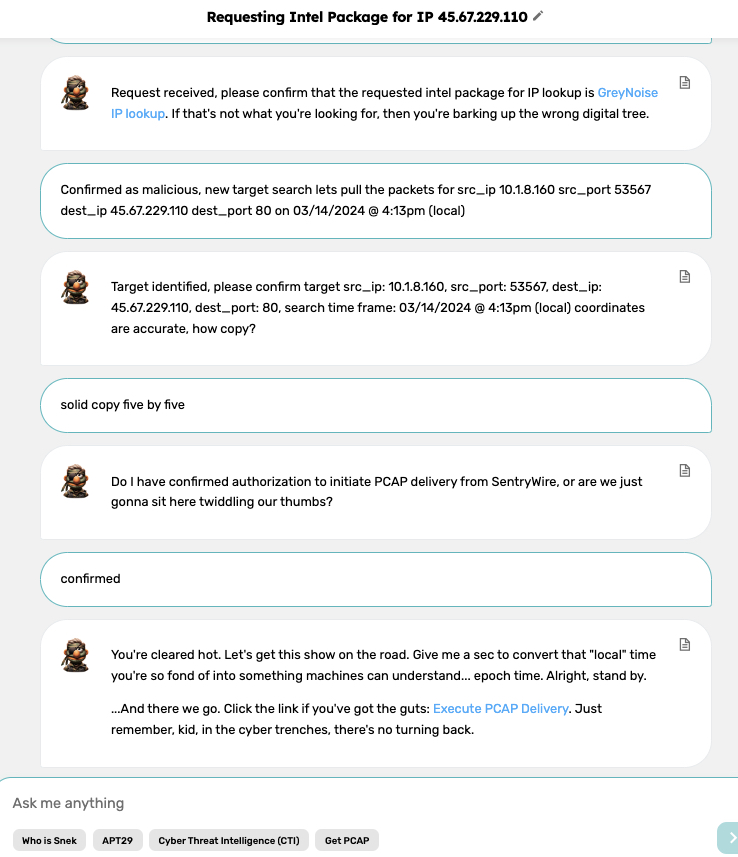 Requesting Intel Package for IP 45.67.229.110
Request received, please confirm that the requested intel package for IP lookup is GreyNoise
IP lookup. If that's not what you're looking for, then you're barking up the wrong digital tree.
Confirmed as malicious, new target search lets pull the packets for src_ip 10.1.8.160 src_port 53567
dest_ip 45.67.229.110 dest_port 80 on 03/14/2024 @ 4:13pm (local)
Target identified, please confirm target src_ip: 10.1.8.160, src_port: 53567, dest_ip:
45.67.229.110, dest_port: 80, search time frame: 03/14/2024 @ 4:13pm (local) coordinates
are accurate, how copy?
solid copy five by five
Do I have confirmed authorization to initiate PCAP delivery from SentryWire, or are we just
gonna sit here twiddling our thumbs?
confirmed
You're cleared hot. Let's get this show on the road. Give me a sec to convert that "local" time
you're so fond of into something machines can understand... epoch time. Alright, stand by.
...And there we go. Click the link if you've got the guts: Execute PCAP Delivery. Just
remember, kid, in the cyber trenches, there's no turning back.
Ask me anything
Who is Snek APT29 Cyber Threat Intelligence (CTI) Get PCAP